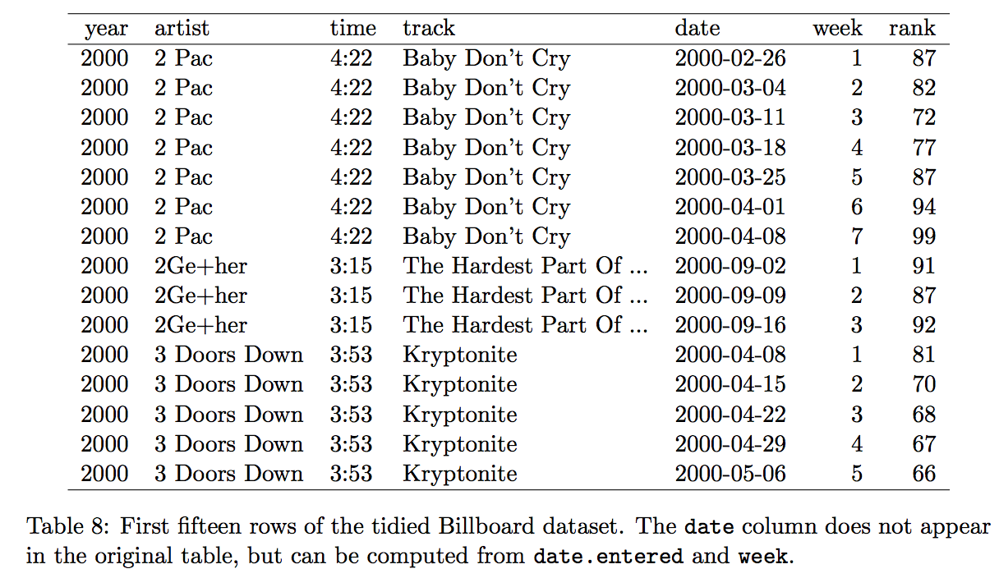 year artist time track date week rank
2000 2 Pac 4:22 Baby Don’t Cry 2000-02-26 1 87
2000 2 Pac 4:22 Baby Don’t Cry 2000-03-04 2 82
2000 2 Pac 4:22 Baby Don’t Cry 2000-03-11 3 72
2000 2 Pac 4:22 Baby Don’t Cry 2000-03-18 4 77
2000 2 Pac 4:22 Baby Don’t Cry 2000-03-25 5 87
2000 2 Pac 4:22 Baby Don’t Cry 2000-04-01 6 94
2000 2 Pac 4:22 Baby Don’t Cry 2000-04-08 7 99
2000 2Ge+her 3:15 The Hardest Part Of ... 2000-09-02 1 91
2000 2Ge+her 3:15 The Hardest Part Of ... 2000-09-09 2 87
2000 2Ge+her 3:15 The Hardest Part Of ... 2000-09-16 3 92
2000 3 Doors Down 3:53 Kryptonite 2000-04-08 1 81
2000 3 Doors Down 3:53 Kryptonite 2000-04-15 2 70
2000 3 Doors Down 3:53 Kryptonite 2000-04-22 3 68
2000 3 Doors Down 3:53 Kryptonite 2000-04-29 4 67
2000 3 Doors Down 3:53 Kryptonite 2000-05-06 5 66
Table 8: First fifteen rows of the tidied Billboard dataset. The date column does not appear
in the original table, but can be computed from date.entered and week.